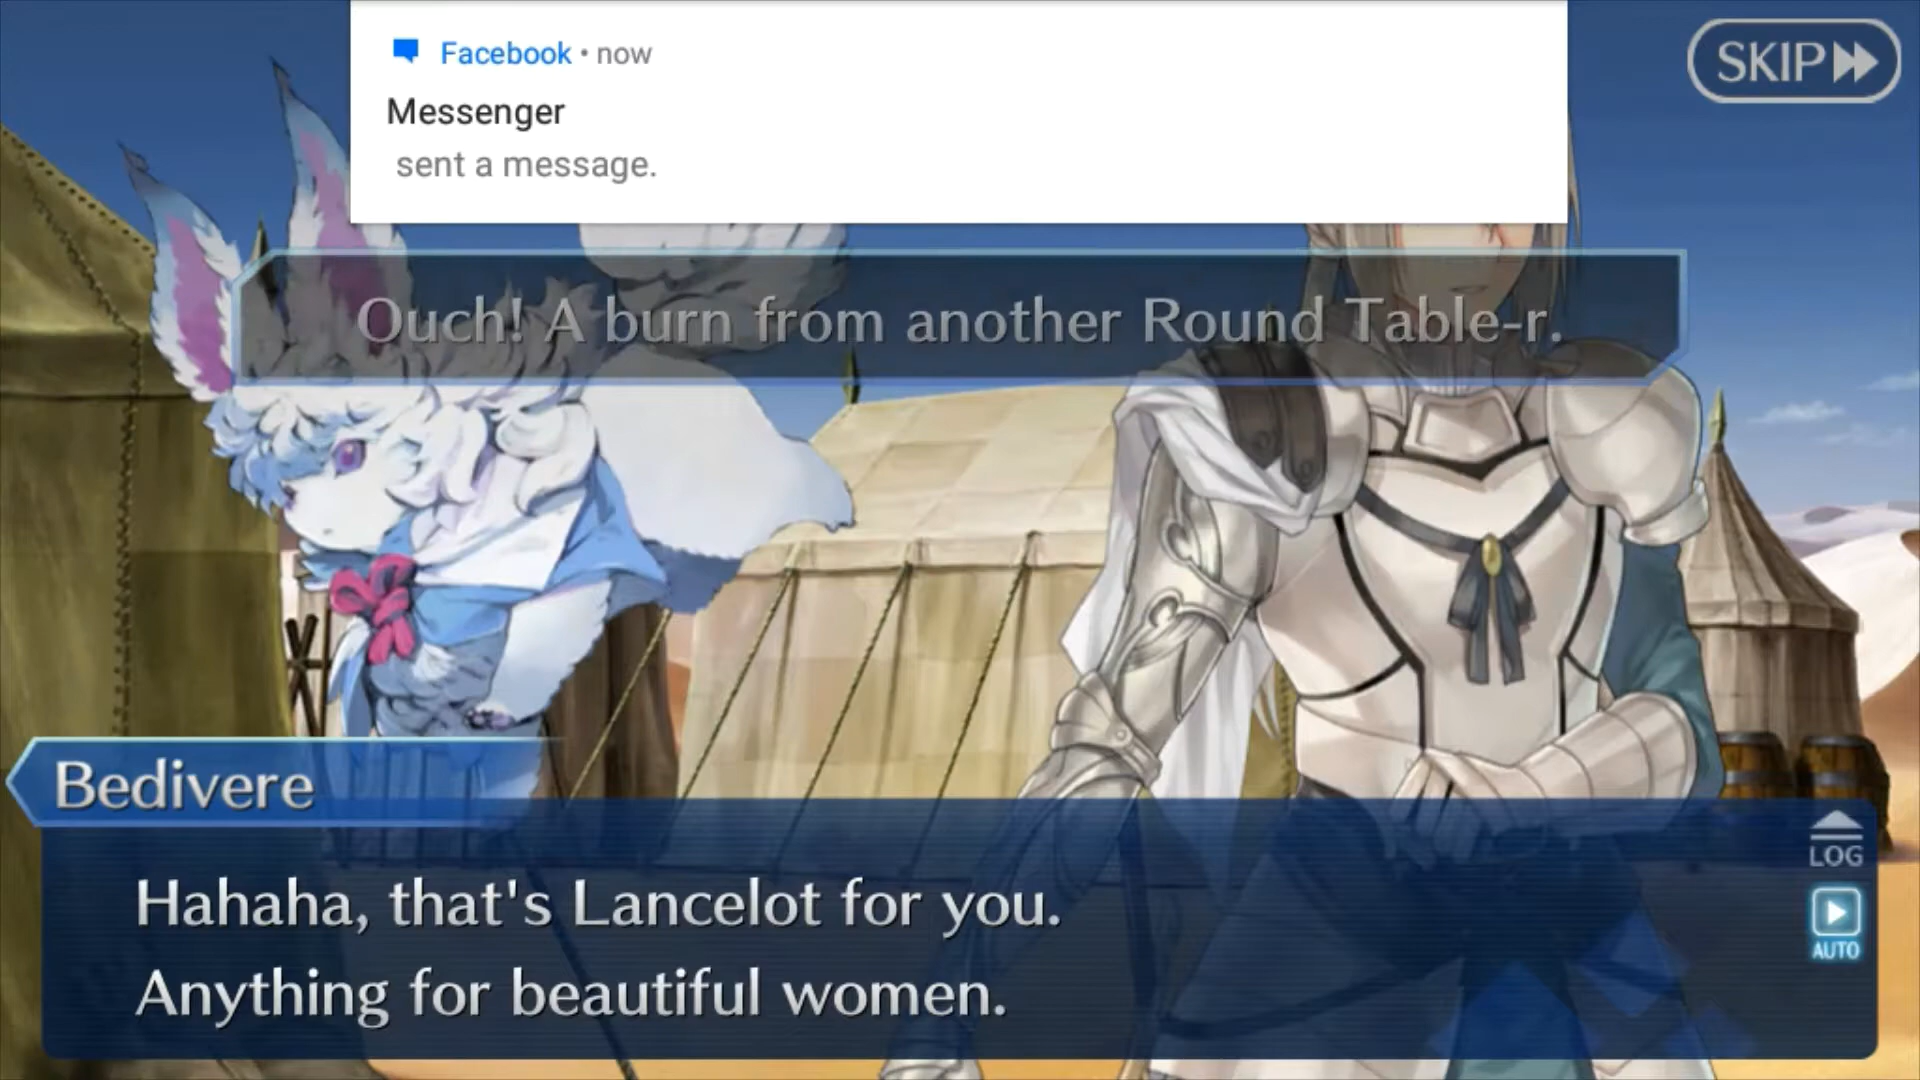 Facebook • now
SKIP
Messenger
sent a message.
Ouch! A burn from another Round Table-r.
Bedivere
LOG
Hahaha, that's Lancelot for you.
AUTO
Anything for beautiful women.